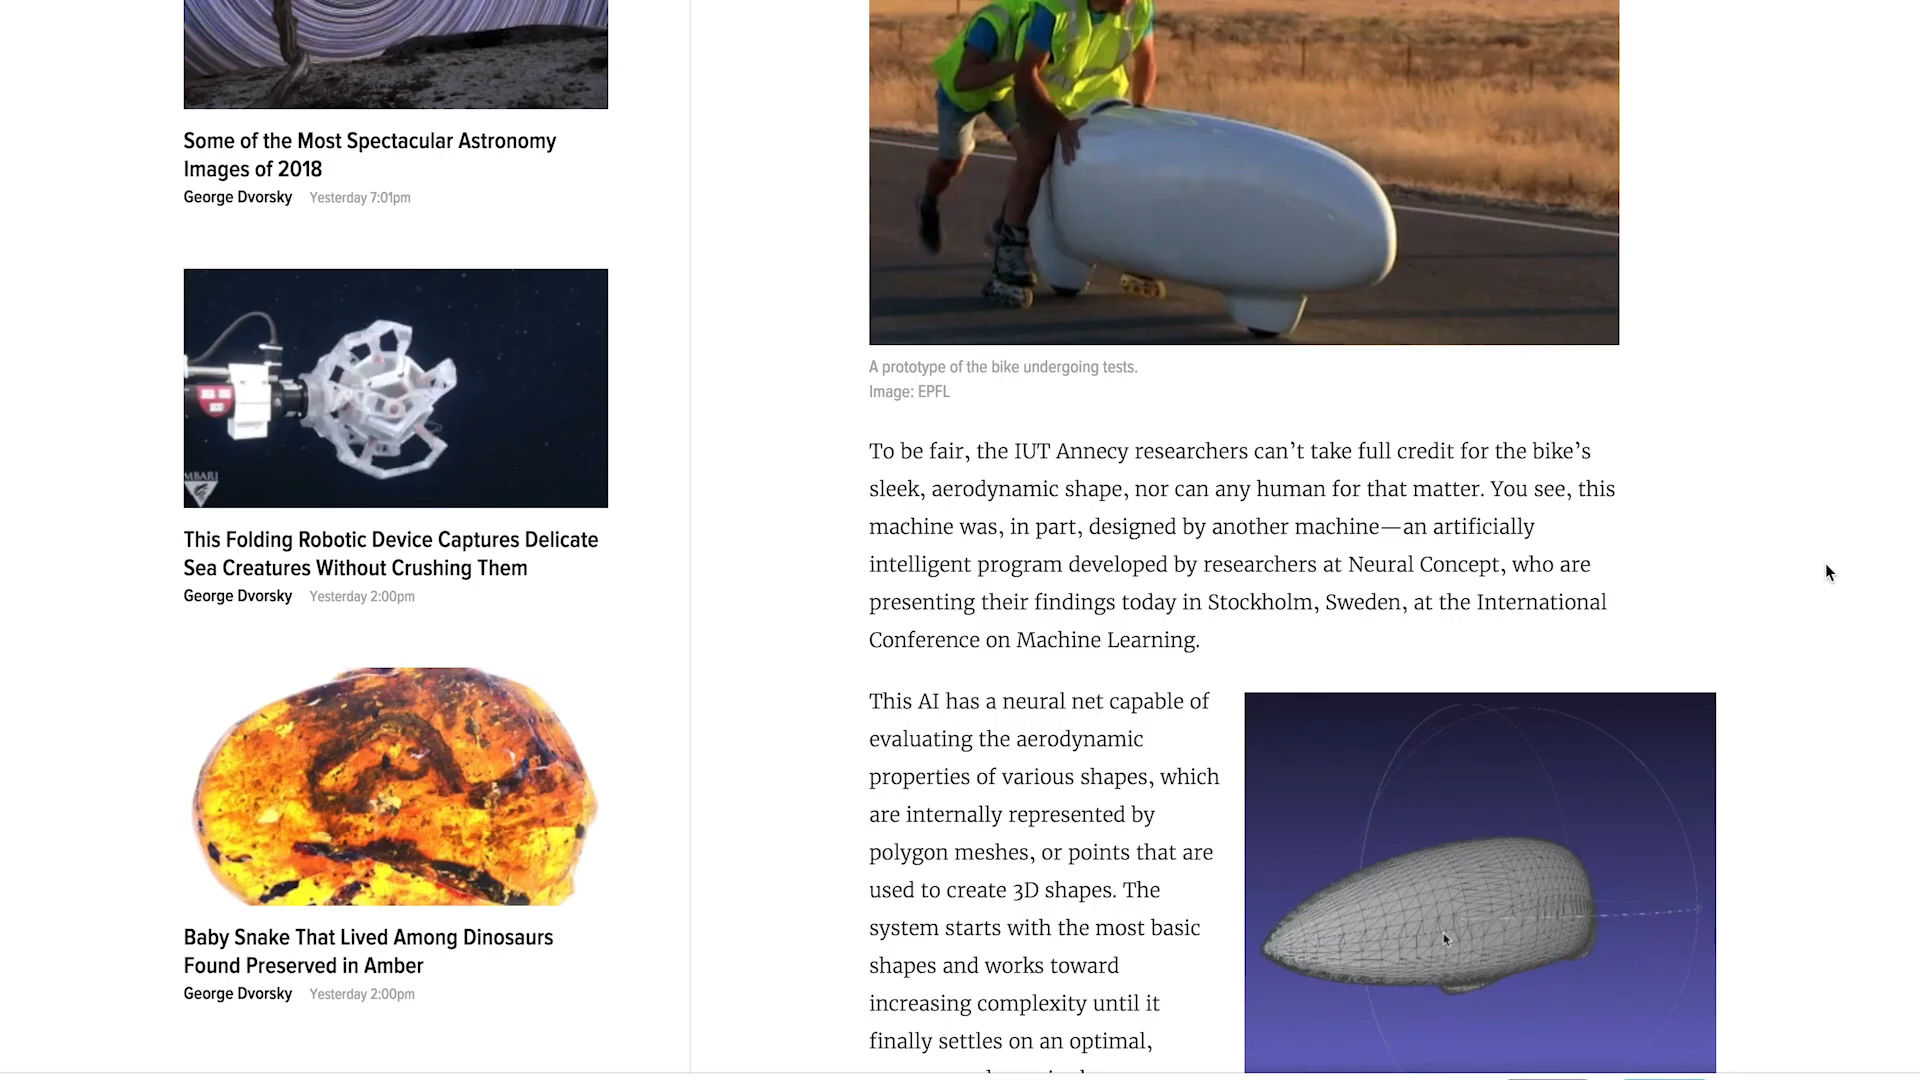 Some of the Most Spectacular Astronomy
Images of 2018
George Dvorsky Yesterday 7:01pm
MBARI
This Folding Robotic Device Captures Delicate
Sea Creatures Without Crushing Them
George Dvorsky Yesterday 2:00pm
Baby Snake That Lived Among Dinosaurs
Found Preserved in Amber
George Dvorsky Yesterday 2:00pm
A prototype of the bike undergoing tests.
Image: EPFL
To be fair, the IUT Annecy researchers can’t take full credit for the bike’s
sleek, aerodynamic shape, nor can any human for that matter. You see, this
machine was, in part, designed by another machine—an artificially
intelligent program developed by researchers at Neural Concept, who are
presenting their findings today in Stockholm, Sweden, at the International
Conference on Machine Learning.
This AI has a neural net capable of
evaluating the aerodynamic
properties of various shapes, which
are internally represented by
polygon meshes, or points that are
used to create 3D shapes. The
system starts with the most basic
shapes and works toward
increasing complexity until it
finally settles on an optimal,